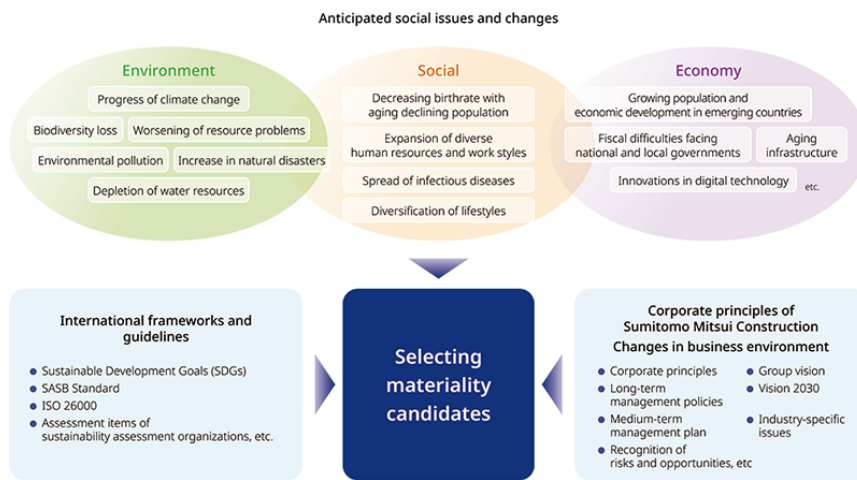 Anticipated social issues and changes
Environment
Progress of climate change
Biodiversity loss
Worsening of resource problems
Environmental pollution
Increase in natural disasters
Depletion of water resources
Social
Decreasing birthrate with
aging declining population
Expansion of diverse
human resources and work styles
Spread of infectious diseases
Diversification of lifestyles
Economy
Growing population and
economic development in emerging countries
Fiscal difficulties facing
national and local governments
Aging
infrastructure
Innovations in digital technology
etc.
International frameworks and
guidelines
● Sustainable Development Goals (SDGs)
● SASB Standard
● ISO 26000
● Assessment items of
sustainability assessment organizations, etc.
Selecting
materiality
candidates
Corporate principles of
Sumitomo Mitsui Construction
Changes in business environment
● Corporate principles
● Long-term
management policies
● Medium-term
management plan
● Recognition of
risks and opportunities, etc
● Group vision
● Vision 2030
● Industry-specific
issues